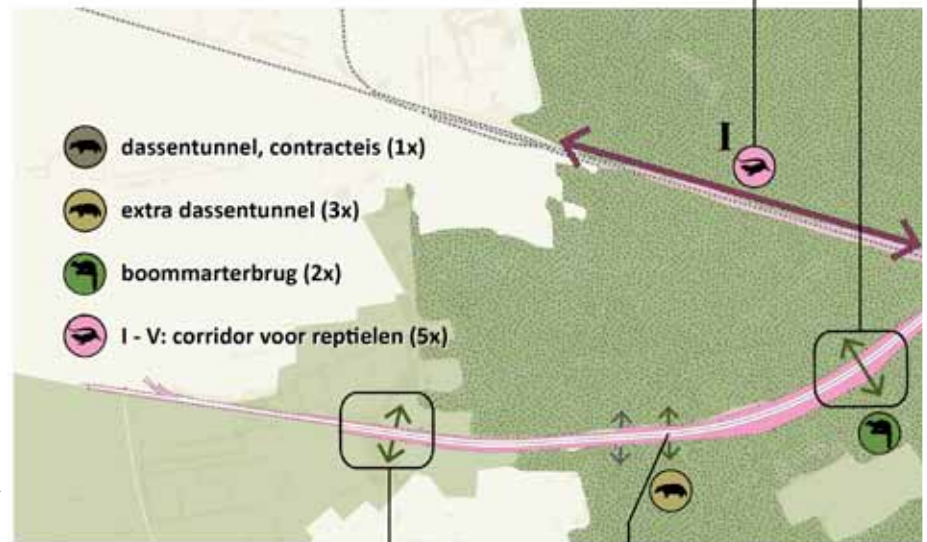 I
dassentunnel, contracteis (1x)
extra dassentunnel (3x)
boommarterbrug (2x)
I - V: corridor voor reptielen (5x)